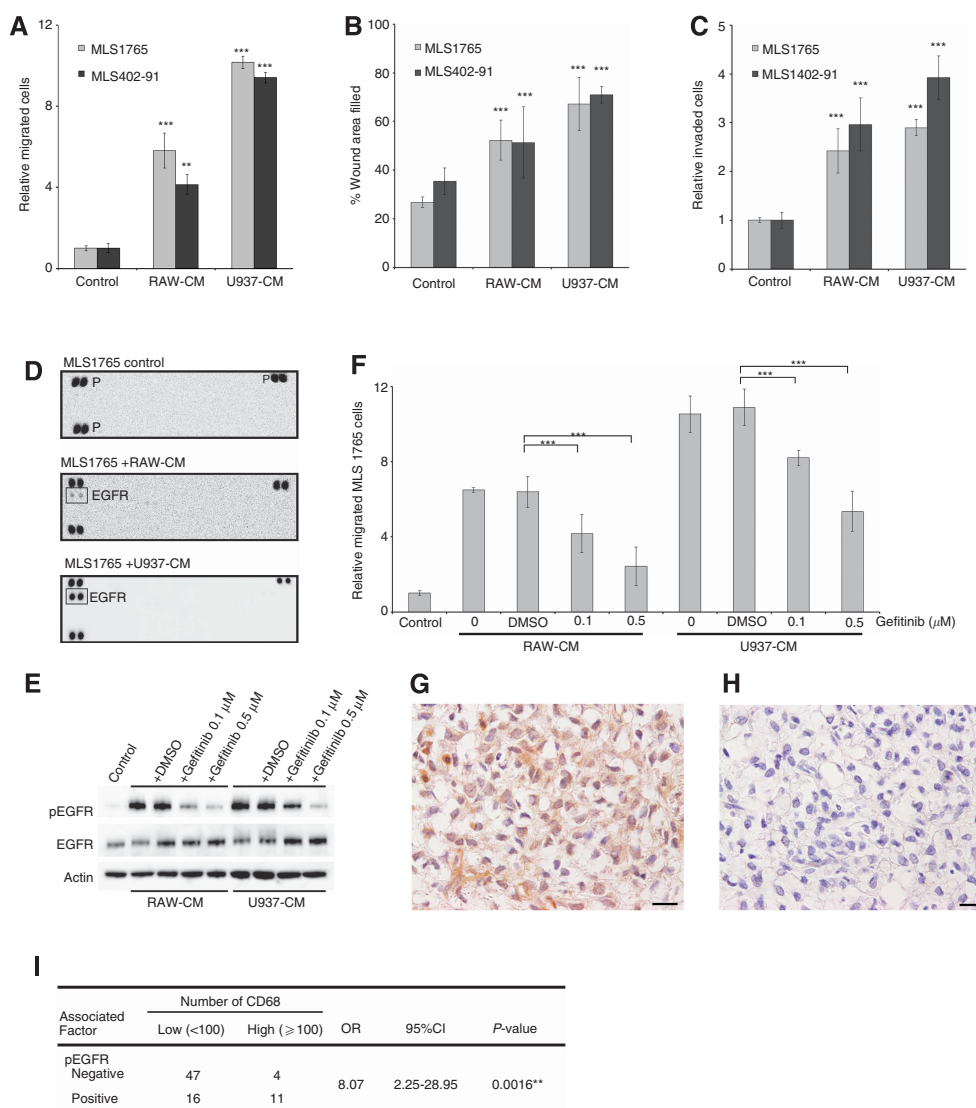 A
Relative migrated cells
12
10
8
4
0
MLS1765
MLS402-91
***
**
***
***
Control
RAW-CM
U937-CM
B
% Wound area filled
100
80
60
40
20
0
MLS1765
MLS402-91
***
***
***
***
Control
RAW-CM
U937-CM
C
Relative invaded cells
5
4
3
2
1
0
MLS1765
MLS1402-91
***
***
***
***
Control
RAW-CM
U937-CM
D
MLS1765 control
P
P
P
MLS1765 +RAW-CM
EGFR
MLS1765 +U937-CM
EGFR
F
Relative migrated MLS 1765 cells
12
8
4
0
***
***
***
***
Control
0
DMSO
0.1
0.5
0
DMSO
0.1
0.5
Gefitinib (μM)
RAW-CM
U937-CM
E
Control
+DMSO
+Gefitinib 0.1 μM
+Gefitinib 0.5 μM
+DMSO
+Gefitinilb 0.1 μM
+Gefitinilb 0.5 μM
pEGFR
EGFR
Actin
RAW-CM
U937-CM
G
H
I
Associated Factor
Number of CD68
Low (<100)
High (⩾100)
OR
95%CI
P-value
pEGFR
Negative 47 4
8.07 2.25-28.95 0.0016**
Positive 16 11